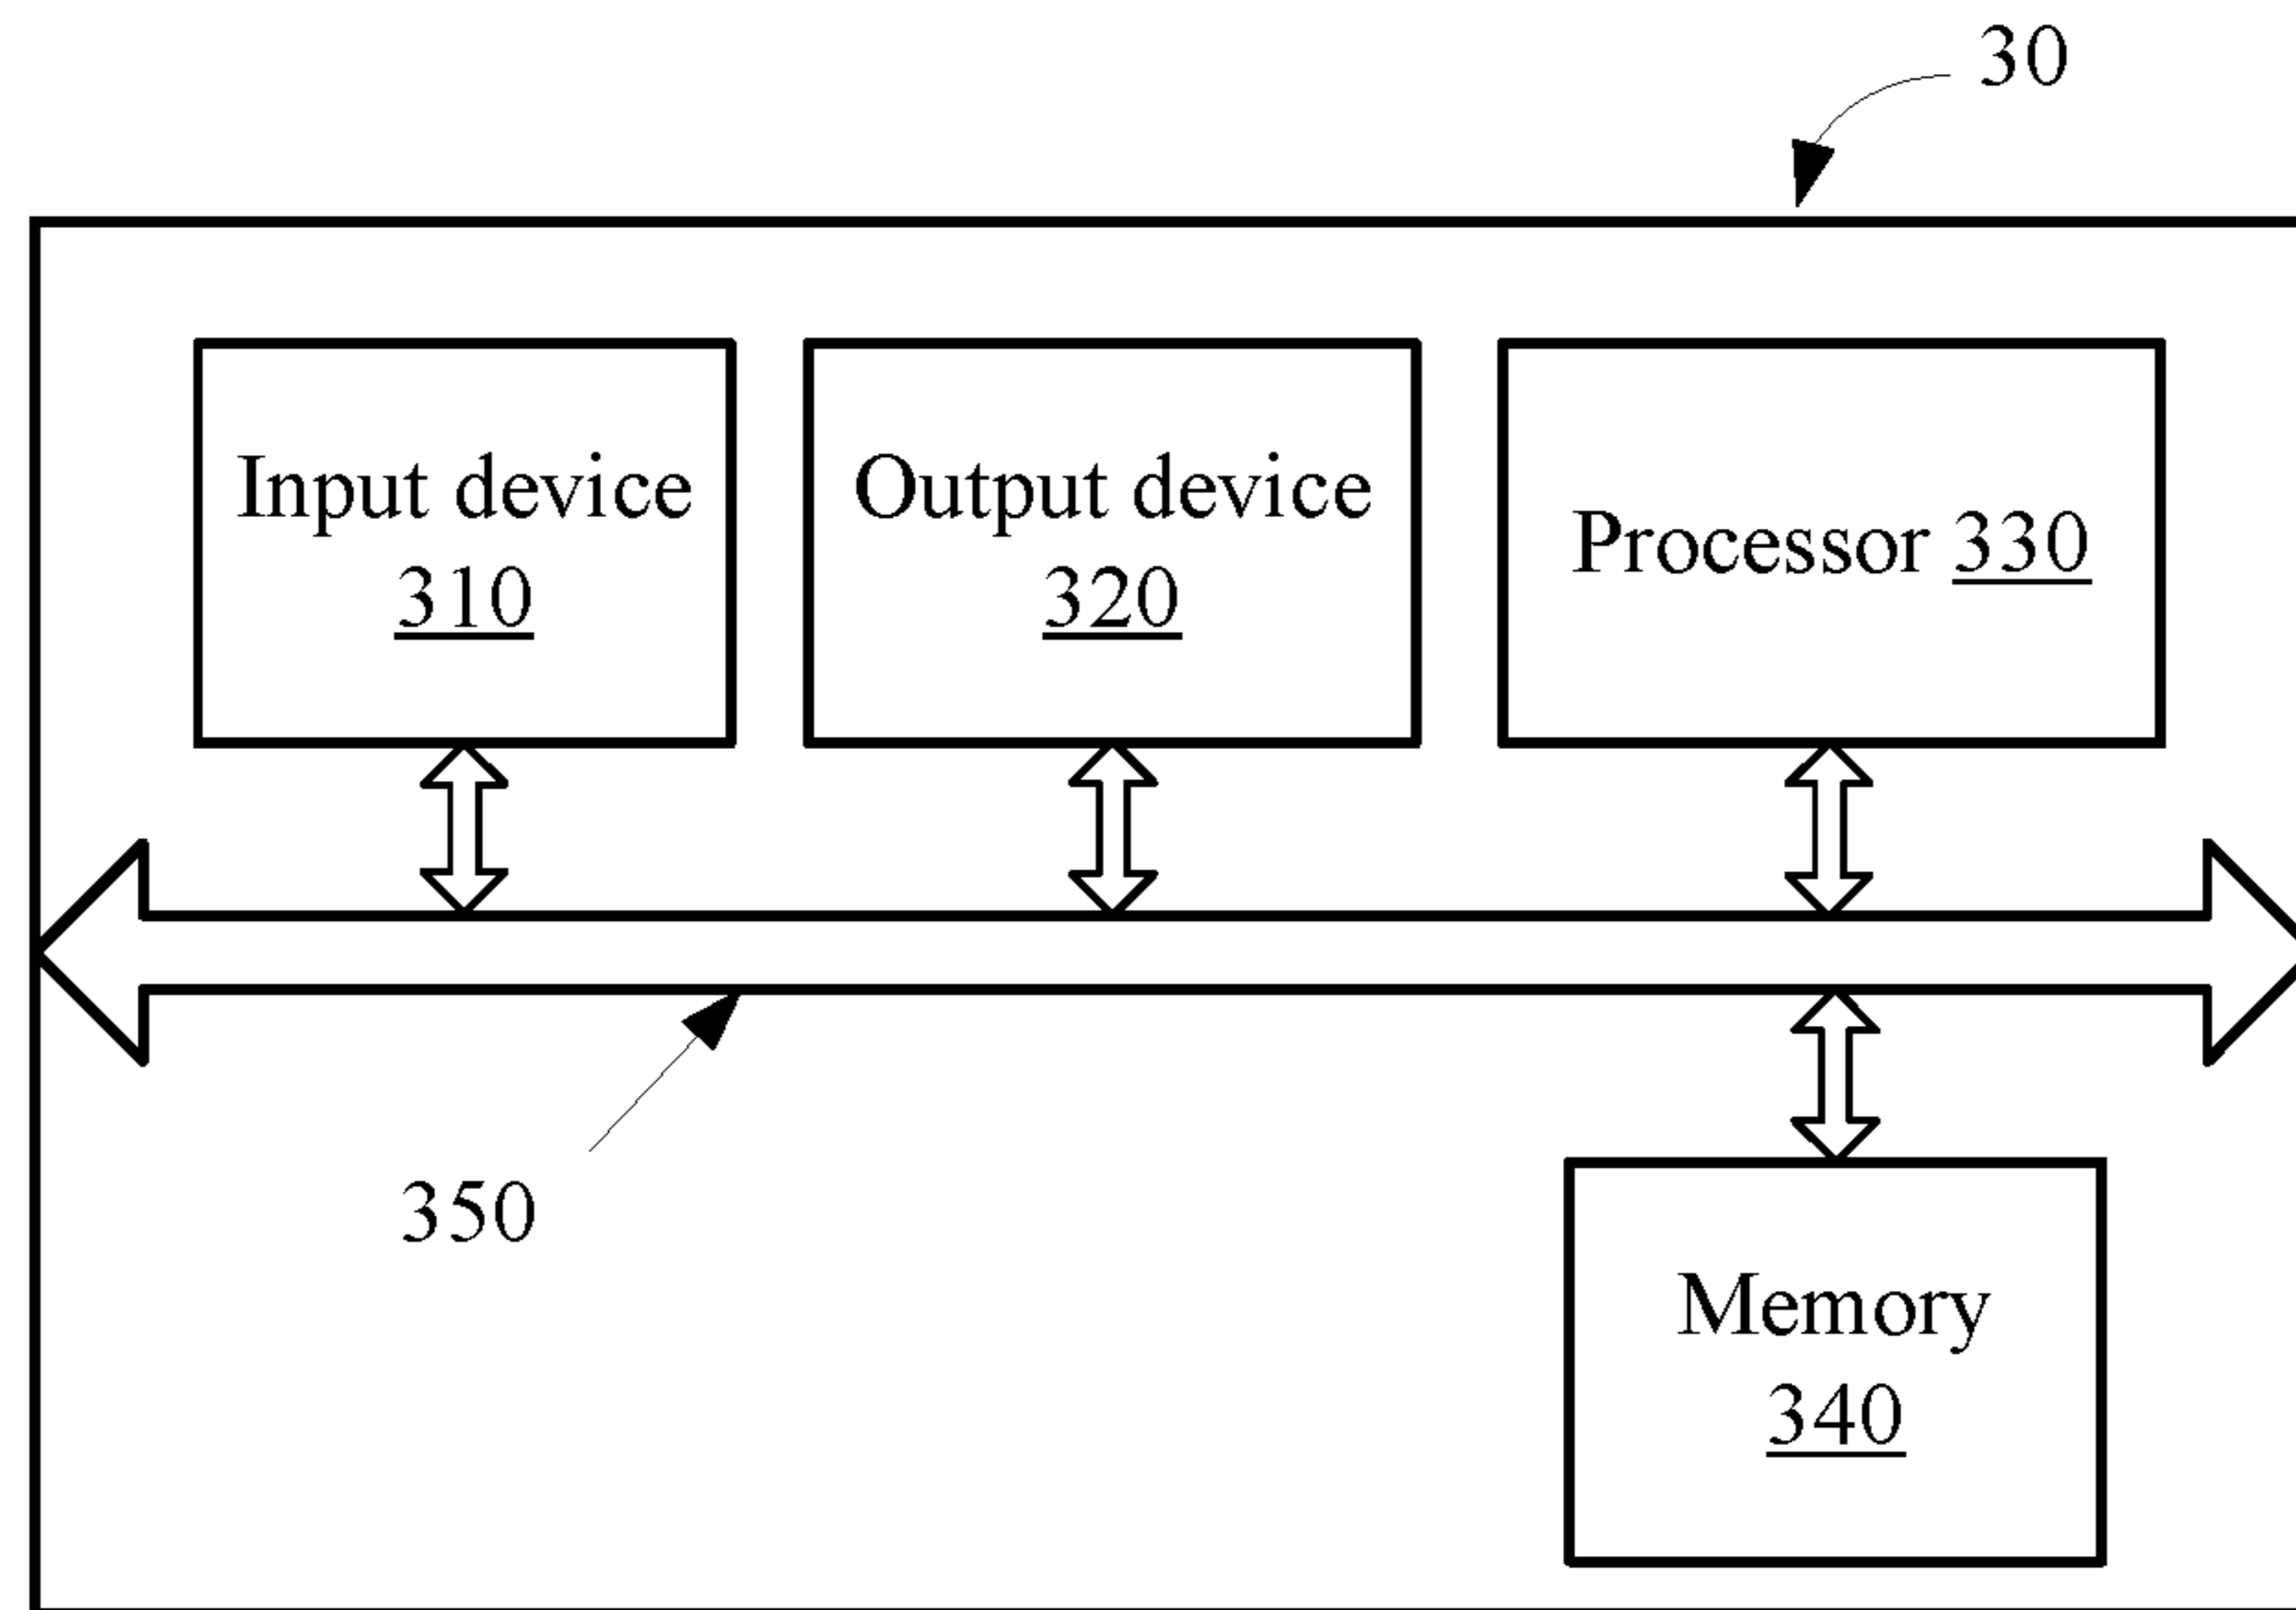 30
Input device
310
Output device
320
Processor 330
350
Memory
340